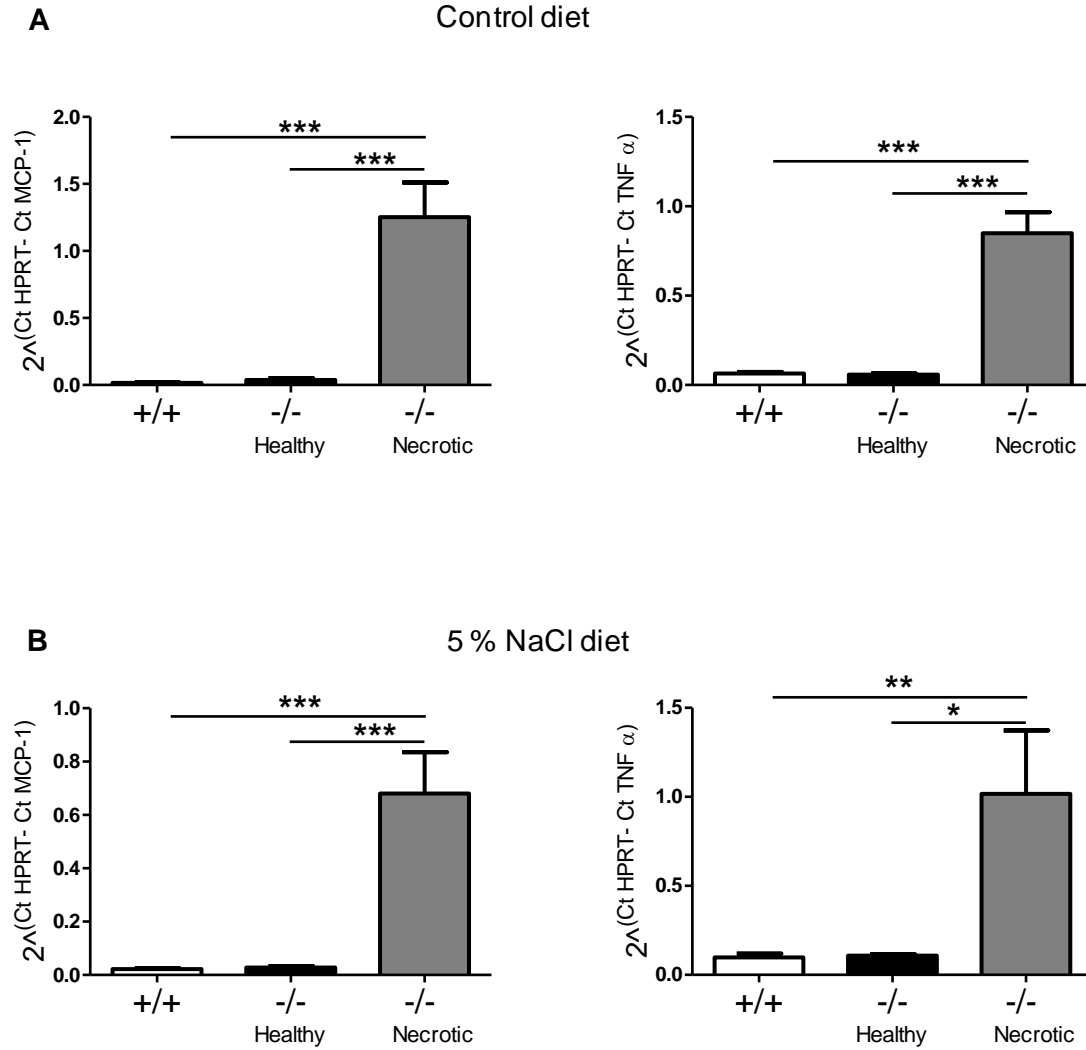 A
Control diet
2^(Ct HPRT- Ct MCP-1)
2.0
1.5
1.0
0.5
0.0
***
***
+/+
-/-
-/-
Healthy
Necrotic
2^(Ct HPRT- Ct TNF α)
1.5
1.0
0.5
0.0
***
***
+/+
-/-
-/-
Healthy
Necrotic
B
5 % NaCl diet
2^(Ct HPRT- Ct MCP-1)
1.0
0.8
0.6
0.4
0.2
0.0
***
***
+/+
-/-
-/-
Healthy
Necrotic
2^(Ct HPRT- Ct TNF α)
1.5
1.0
0.5
0.0
**
*
+/+
-/-
-/-
Healthy
Necrotic